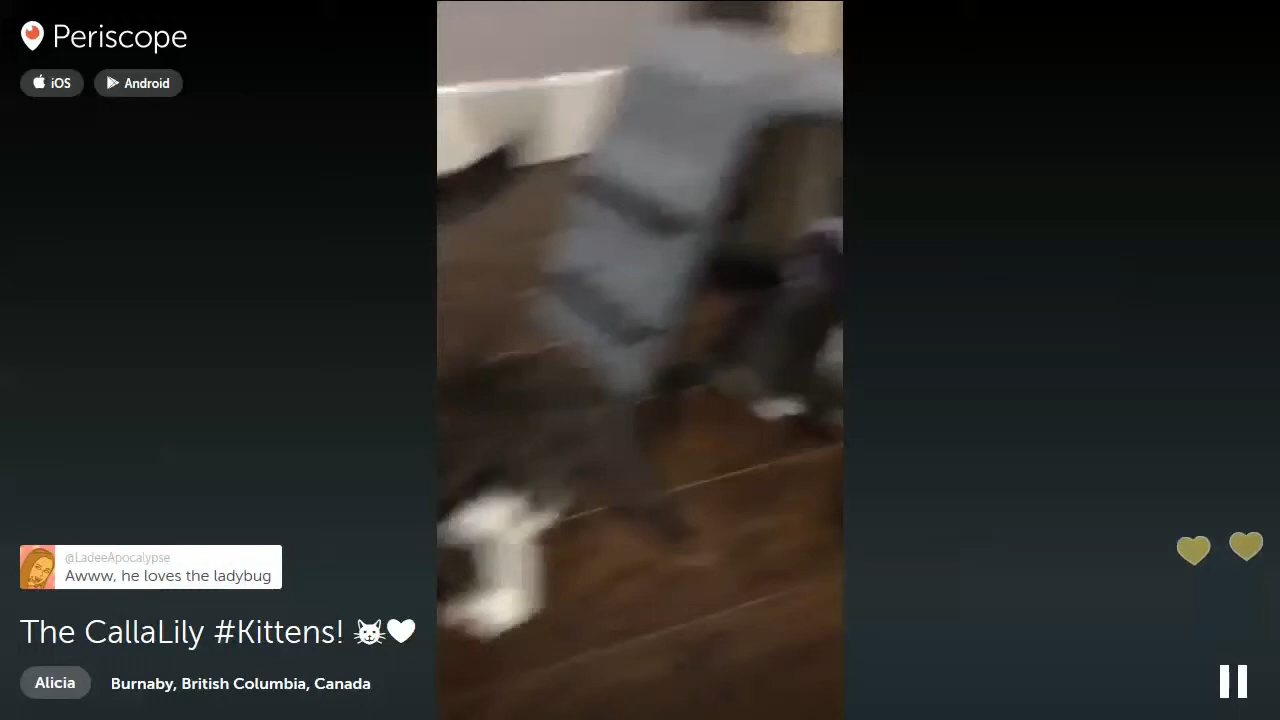 Periscope
iOS
Android
@LadeeApocalypse
Awww, he loves the ladybug
The CallaLily #Kittens! 🐱❤
Alicia
Burnaby, British Columbia, Canada